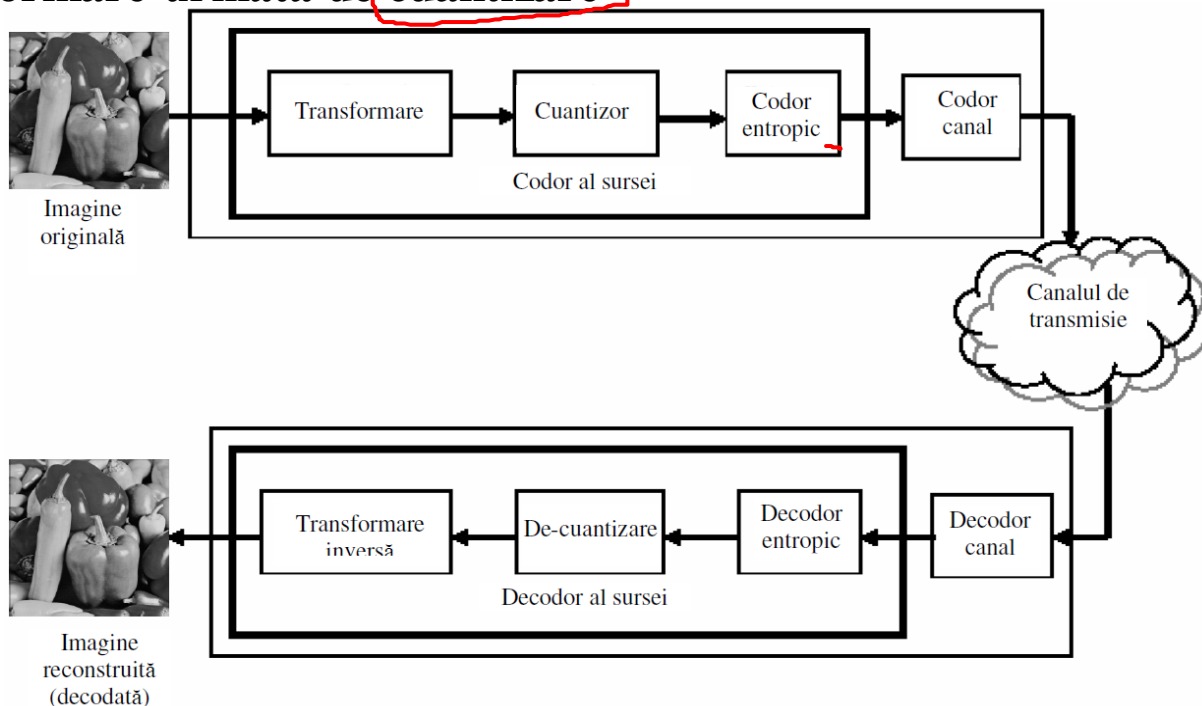 Transformare
Cuantizor
Codor
entropic
Codor
canal
Codor al sursei
Imagine
originală
Canalul de
transmisie
Transformare
inversă
De-cuantizare
Decodor
entropic
Decodor
canal
Decodor al sursei
Imagine
reconstruită
(decodată)